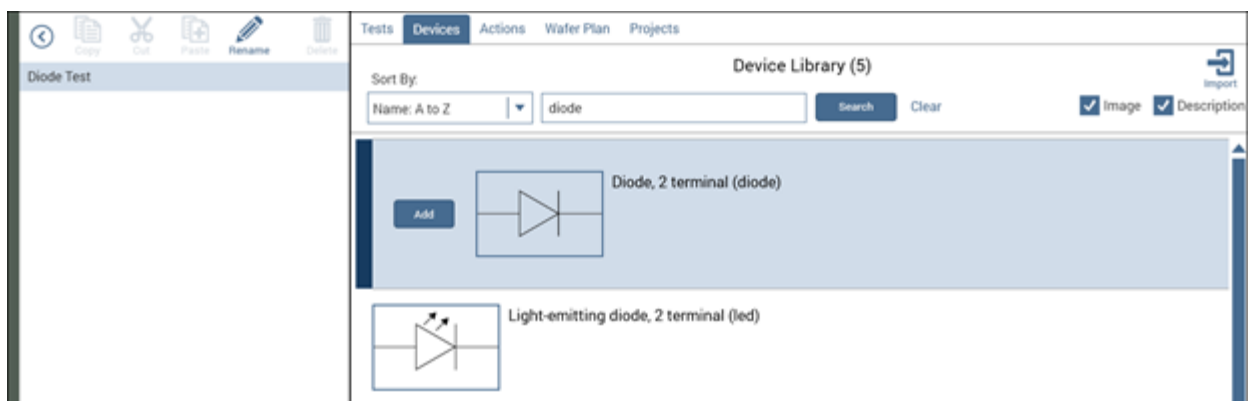 Copy
Cut
Paste
Rename
Delete
Diode Test
Tests Devices Actions Wafer Plan Projects
Device Library (5)
Import
Sort By:
Name: A to Z
diode
Search
Clear
Image
Description
Add
Diode, 2 terminal (diode)
Light-emitting diode, 2 terminal (led)